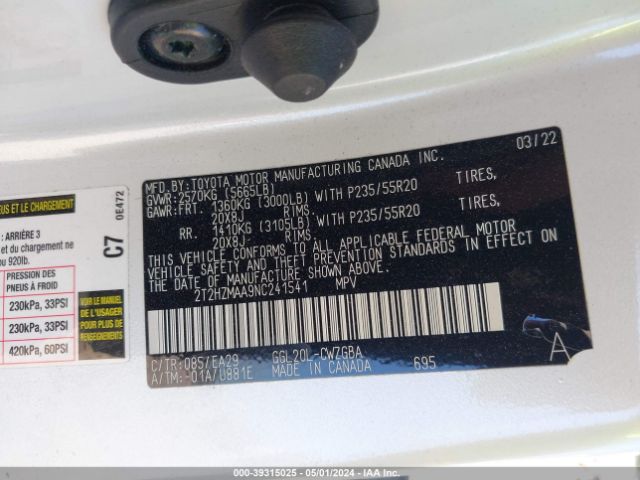 EUS ET LE CHARGEMENT
0E472
: ARRIÈRE 3
et du chargement ne
ou 920lb.
C7
PRESSION DES
PNEUS À FROID
230kPa, 33PSI
230kPa, 33PSI
420kPa, 60PSI
VOIR LE MANUEL
DE L'USAGER
POUR PLUS
MFD.BY:TOYOTA MOTOR MANUFACTURING CANADA INC. 03/22
GVWR:2570KG (5665LB)
GAWR:FRT. 1360KG (3000LB) WITH P235/55R20 TIRES,
20X8J RIMS,
RR. 1410KG (3105LB) WITH P235/55R20 TIRES,
20X8J- RIMS
THIS VEHICLE CONFORMS TO ALL APPLICABLE FEDERAL MOTOR
VEHICLE SAFETY AND THEFT PREVENTION STANDARDS IN EFFECT ON
THE DATE OF MANUFACTURE SHOWN ABOVE.
2T2HZMAA9NC241541 MPV
C/TR:085/EA29 GGL20L-CWZGBA
A/TM:-01A/U881E MADE IN CANADA 695
A
000-39315025 - 05/01/2024 - IAA Inc.